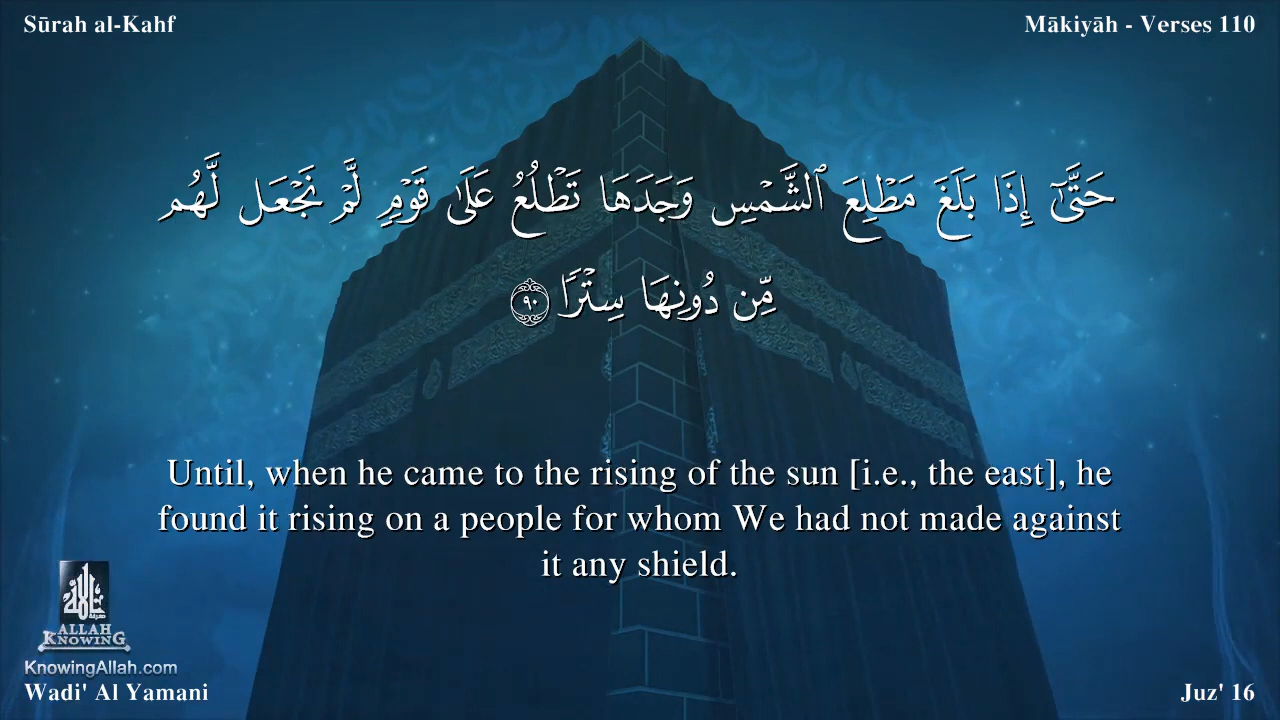 Sūrah al-Kahf
Mākiyāh - Verses 110
حَتَّىٰٓ إِذَا بَلَغَ مَطۡلِعَ ٱلشَّمۡسِ وَجَدَهَا تَطۡلُعُ عَلَىٰ قَوۡمٖ لَّمۡ نَجۡعَل لَّهُم
مِّن دُونِهَا سِتۡرٗا ٩٠
Until, when he came to the rising of the sun [i.e., the east], he
found it rising on a people for whom We had not made against
it any shield.
ALLAH
KNOWING
KnowingAllah.com
Wadi' Al Yamani
Juz' 16